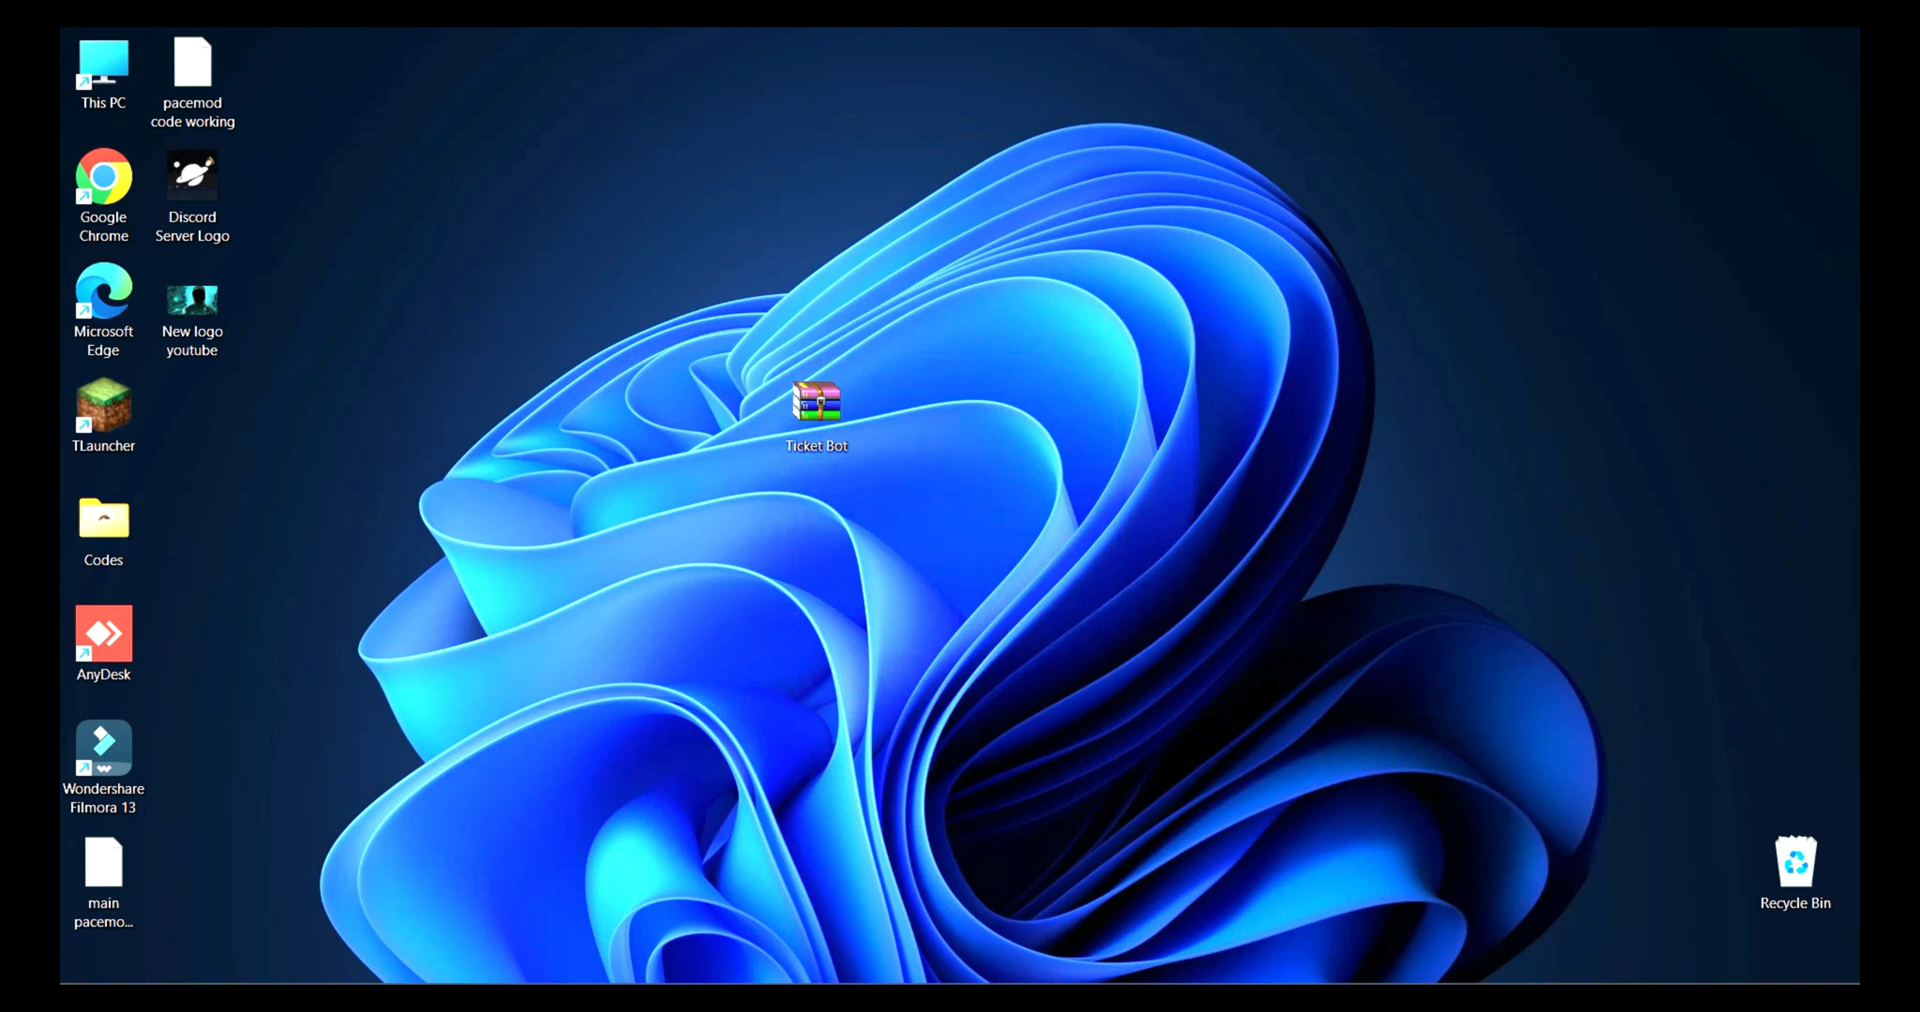 This PC
pacemod
code working
Google
Chrome
Discord
Server Logo
Microsoft
Edge
New logo
youtube
TLauncher
Ticket Bot
Codes
AnyDesk
Wondershare
Filmora 13
main
pacemo...
Recycle Bin